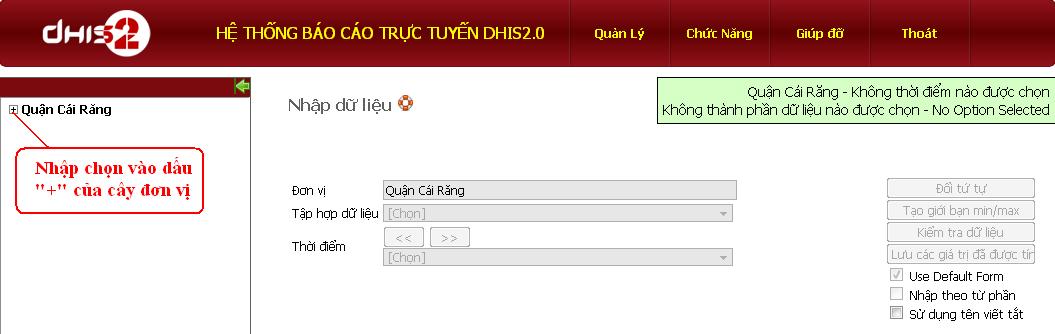 dhis2
HỆ THỐNG BÁO CÁO TRỰC TUYẾN DHIS2.0
Quản Lý
Chức Năng
Giúp đỡ
Thoát
Quận Cái Răng
Nhập chọn vào dấu
"+" của cây đơn vị
Nhập dữ liệu
Quận Cái Răng - Không thời điểm nào được chọn
Không thành phần dữ liệu nào được chọn - No Option Selected
Đơn vị
Quận Cái Răng
Tập hợp dữ liệu
[Chọn]
Thời điểm
<< >>
[Chọn]
Đổi tứ tự
Tạo giới bạn min/max
Kiểm tra dữ liệu
Lưu các giá trị đã được tín
Use Default Form
Nhập theo từ phần
Sử dụng tên viết tắt